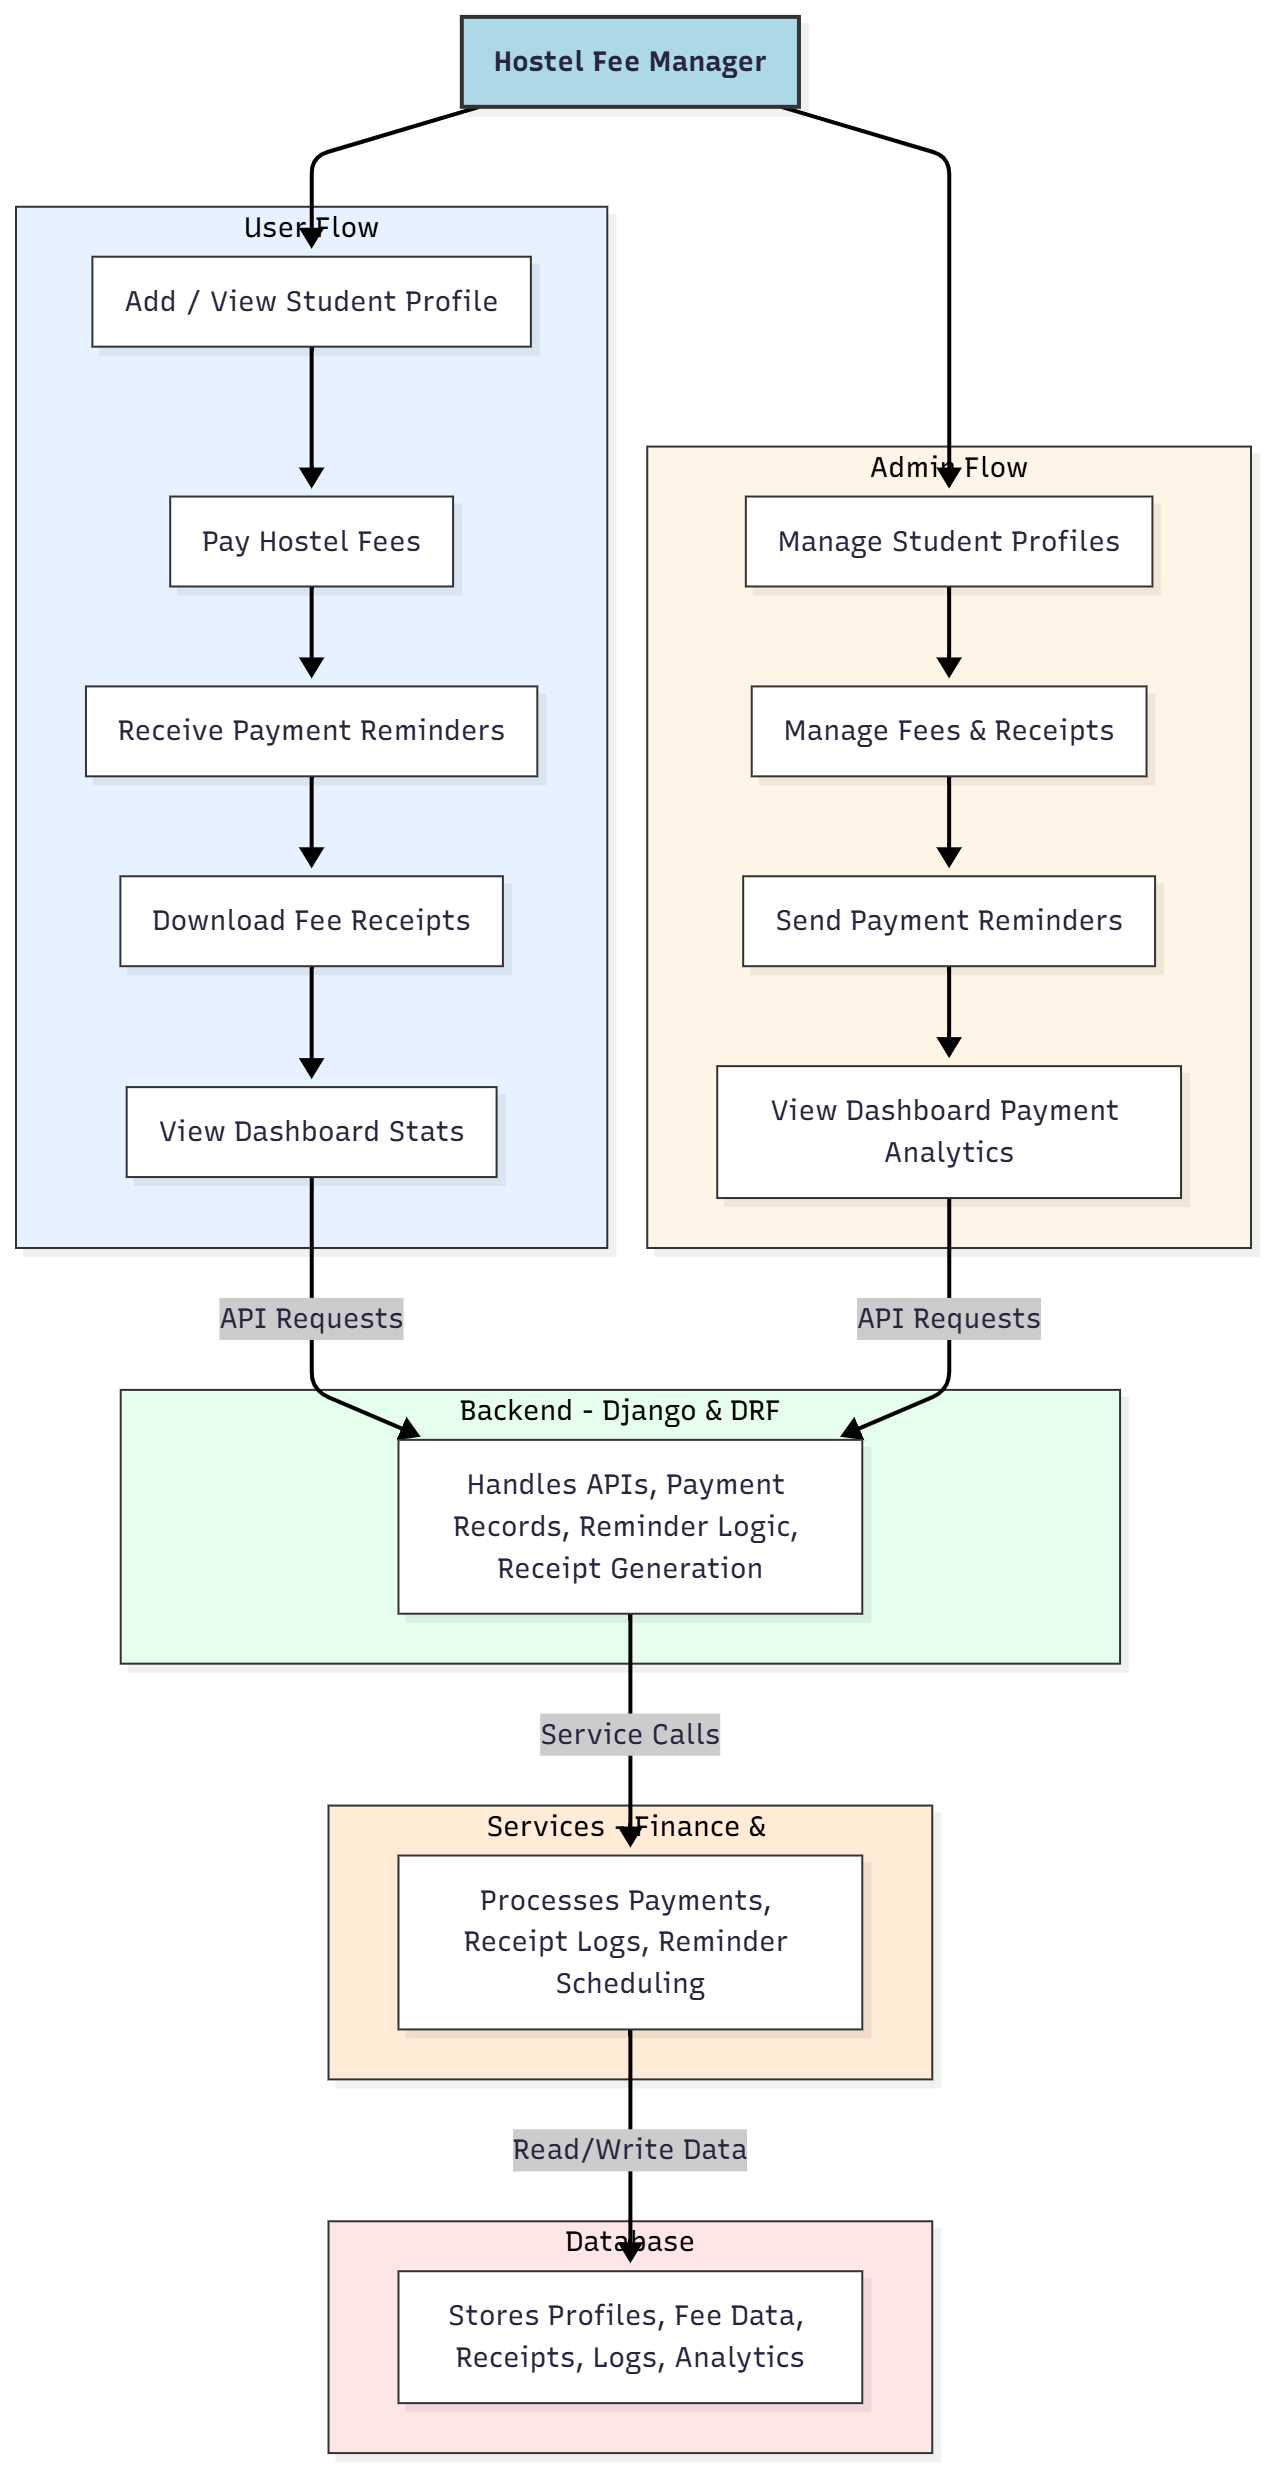 Hostel Fee Manager
User Flow
Add / View Student Profile
Pay Hostel Fees
Receive Payment Reminders
Download Fee Receipts
View Dashboard Stats
Admin Flow
Manage Student Profiles
Manage Fees & Receipts
Send Payment Reminders
View Dashboard Payment
Analytics
API Requests
API Requests
Backend - Django & DRF
Handles APIs, Payment
Records, Reminder Logic,
Receipt Generation
Service Calls
Services - Finance &
Processes Payments,
Receipt Logs, Reminder
Scheduling
Read/Write Data
Database
Stores Profiles, Fee Data,
Receipts, Logs, Analytics